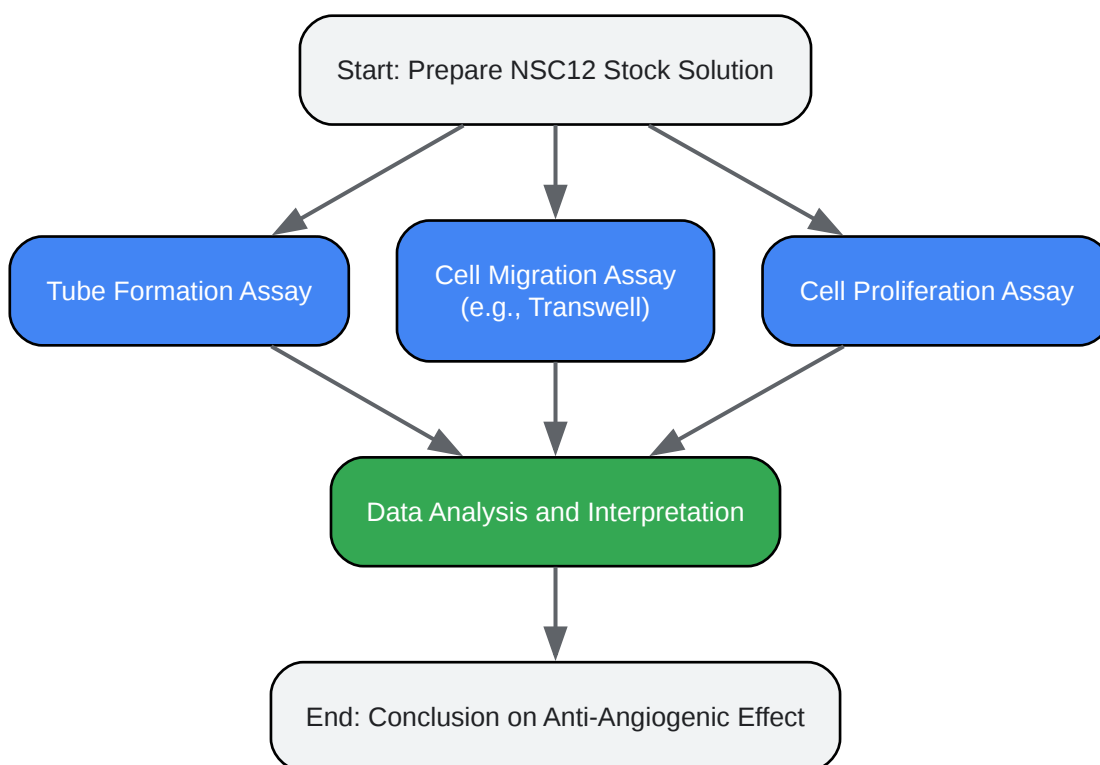 Start: Prepare NSC12 Stock Solution
Tube Formation Assay
Cell Migration Assay
(e.g., Transwell)
Cell Proliferation Assay
Data Analysis and Interpretation
End: Conclusion on Anti-Angiogenic Effect